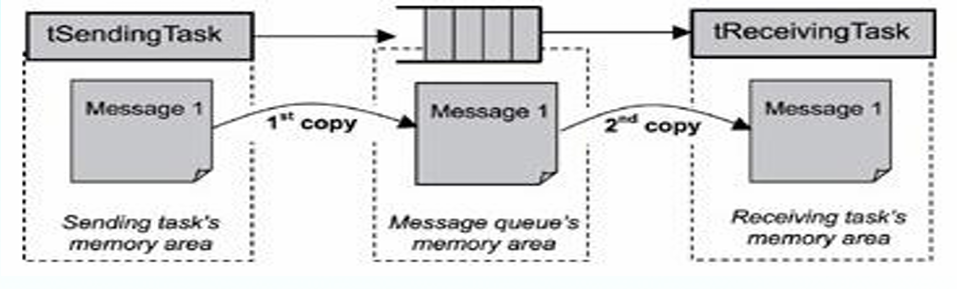 tSendingTask
tReceivingTask
Message 1
1st copy
Message 1
2nd copy
Message 1
Sending task's
memory area
Message queue's
memory area
Receiving task's
memory area